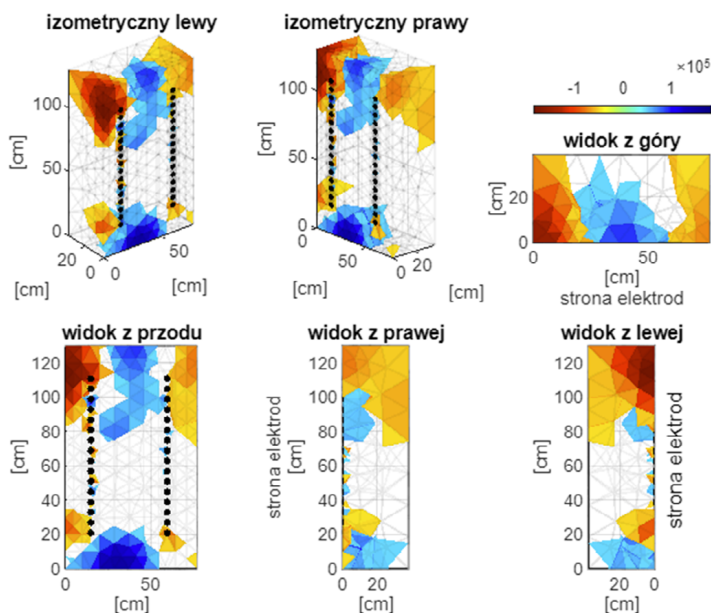 izometryczny lewy
100
50
0
[cm]
20
0
0
50
[cm]
[cm]
izometryczny prawy
150
100
50
0
[cm]
0
50
0
20
[cm]
[cm]
×10⁵
-1 0 1
widok z góry
20
0
[cm]
0 50
[cm]
strona elektrod
widok z przodu
120
100
80
60
40
20
0
[cm]
0 50
[cm]
widok z prawej
strona elektrod
[cm]
120
100
80
60
40
20
0
0 20
[cm]
widok z lewej
[cm]
120
100
80
60
40
20
0
20 0
[cm]
strona elektrod